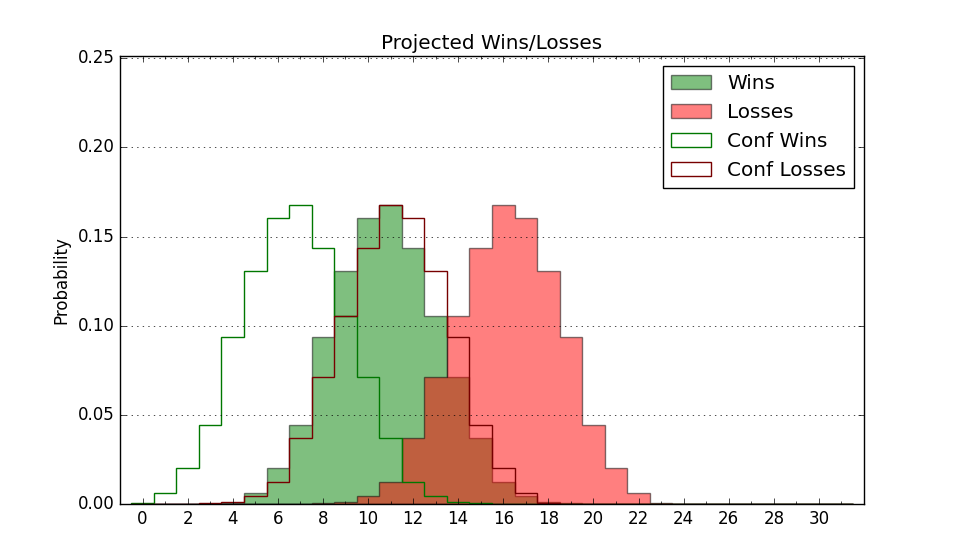 Projected Wins/Losses
0.25
0.20
0.15
0.10
0.05
0.00
Probability
Wins
Losses
Conf Wins
Conf Losses
0 2 4 6 8 10 12 14 16 18 20 22 24 26 28 30